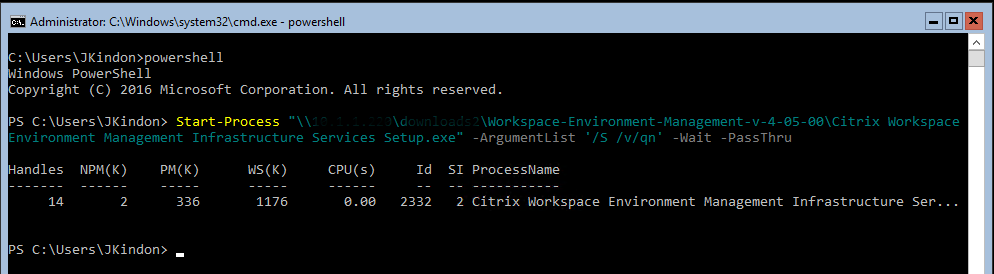 Administrator: C:\Windows\system32\cmd.exe - powershell
C:\Users\JKindon>powershell
Windows PowerShell
Copyright (C) 2016 Microsoft Corporation. All rights reserved.
PS C:\Users\JKindon> Start-Process "\\ \downloads2\Workspace-Environment-Management-v-4-05-00\Citrix Workspace
Environment Management Infrastructure Services Setup.exe" -ArgumentList '/S /v/qn' -Wait -PassThru
Handles NPM(K) PM(K) WS(K) CPU(s) Id SI ProcessName
------- ------ ----- ----- ------ -- -- -----------
14 2 336 1176 0.00 2332 2 Citrix Workspace Environment Management Infrastructure Ser...
PS C:\Users\JKindon>